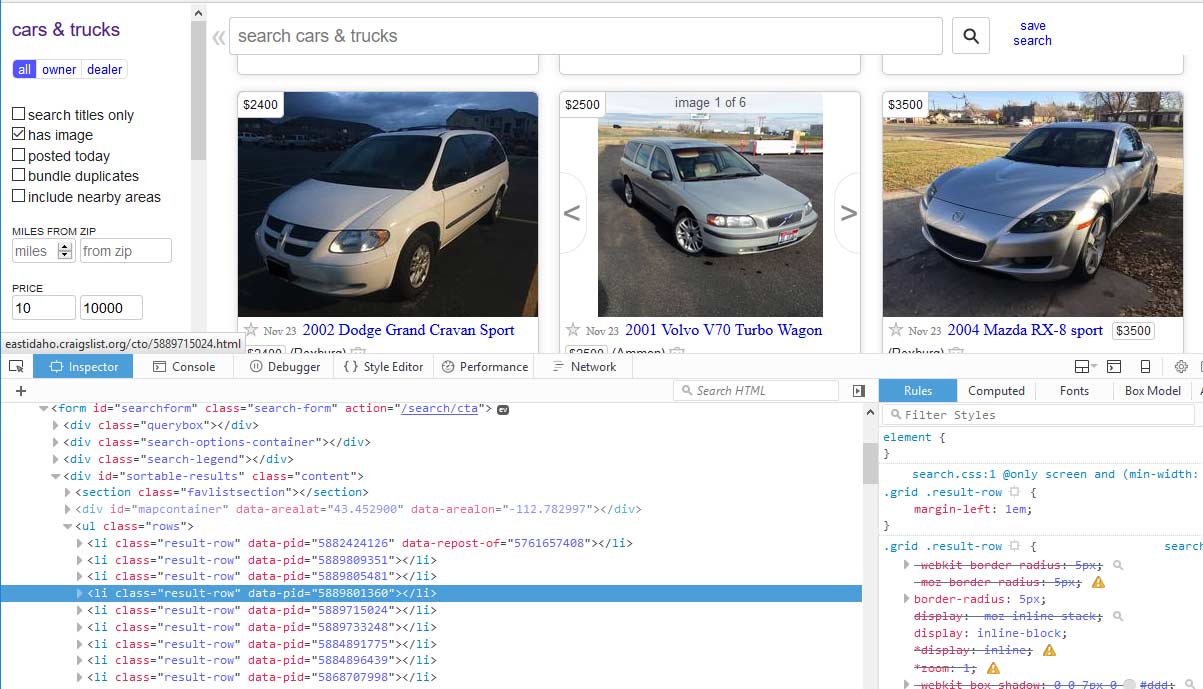 cars & trucks
search cars & trucks
save
search
all owner dealer
search titles only
has image
posted today
bundle duplicates
include nearby areas
MILES FROM ZIP
miles from zip
PRICE
10 10000
$2400
$2500
image 1 of 6
$3500
<
>
Nov 23 2002 Dodge Grand Cravan Sport
$2400 (Rexburg)
Nov 23 2001 Volvo V70 Turbo Wagon
$2500 (Ammon)
Nov 23 2004 Mazda RX-8 sport $3500
(Rexburg)
eastidaho.craigslist.org/cto/5889715024.html
Inspector Console Debugger { } Style Editor Performance Network
+ Search HTML
<form id="searchform" class="search-form" action="/search/cta"> ev
<div class="querybox"></div>
<div class="search-options-container"></div>
<div class="search-legend"></div>
<div id="sortable-results" class="content">
<section class="favlistsection"></section>
<div id="mapcontainer" data-arealat="43.452900" data-arealon="-112.782997"></div>
<ul class="rows">
<li class="result-row" data-pid="5882424126" data-repost-of="5761657408"></li>
<li class="result-row" data-pid="5889809351"></li>
<li class="result-row" data-pid="5889805481"></li>
<li class="result-row" data-pid="5889801360"></li>
<li class="result-row" data-pid="5889715024"></li>
<li class="result-row" data-pid="5889733248"></li>
<li class="result-row" data-pid="5884891775"></li>
<li class="result-row" data-pid="5884896439"></li>
<li class="result-row" data-pid="5868707998"></li>
Rules Computed Fonts Box Model
Filter Styles
element {
}
search.css:1 @only screen and (min-width:
.grid .result-row {
margin-left: 1em;
}
.grid .result-row { search
-webkit-border-radius: 5px;
-moz-border-radius: 5px;
border-radius: 5px;
display: -moz-inline-stack;
display: inline-block;
*display: inline;
*zoom: 1;
-webkit-box-shadow: 0 0 7px 0 #ddd;